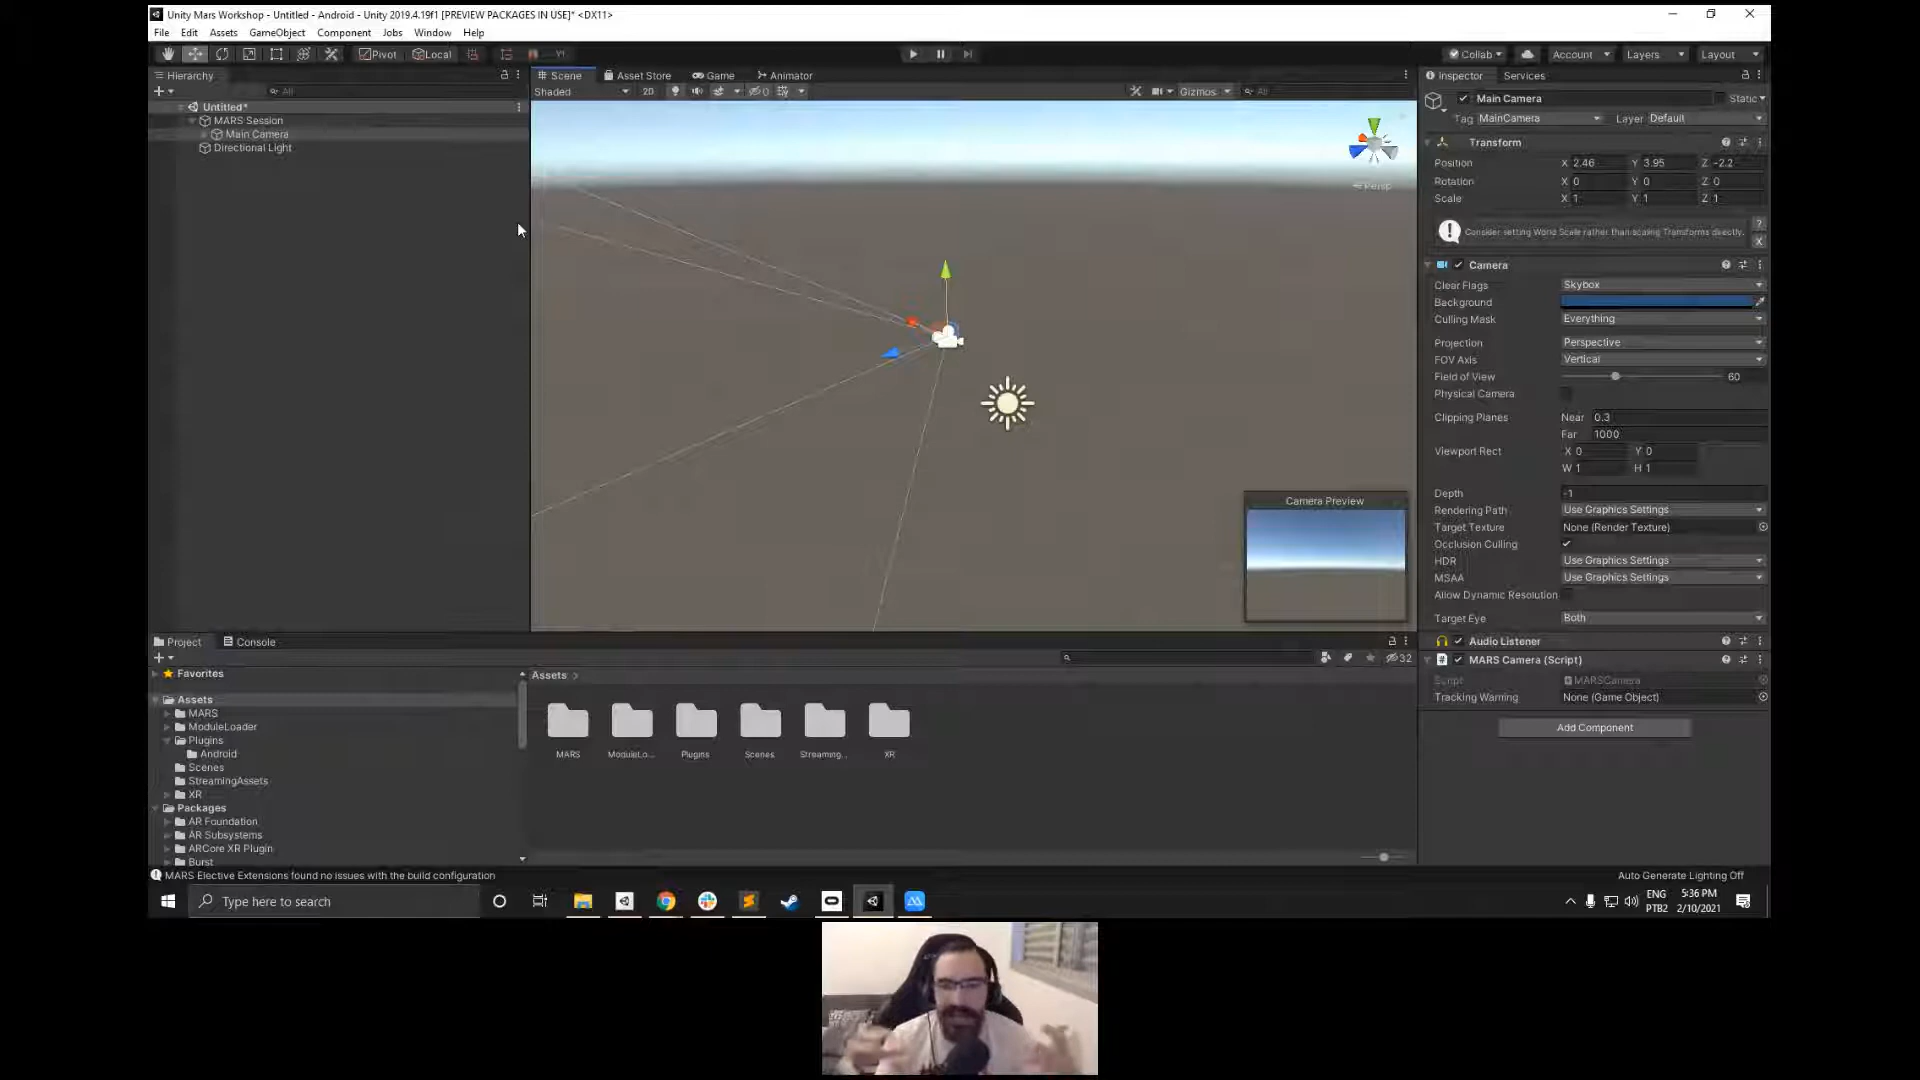 Unity Mars Workshop - Untitled - Android - Unity 2019.4.19f1 [PREVIEW PACKAGES IN USE]* <DX11>
File Edit Assets GameObject Component Jobs Window Help
Pivot Local Collab Account Layers Layout
Hierarchy
All
Untitled*
MARS Session
Main Camera
Directional Light
Scene Asset Store Game Animator
Shaded 2D 0 Gizmos All
Persp
Camera Preview
Inspector Services
Main Camera Static
Tag MainCamera Layer Default
Transform
Position X 2.46 Y 3.95 Z -2.2
Rotation X 0 Y 0 Z 0
Scale X 1 Y 1 Z 1
Consider setting World Scale rather than scaling Transforms directly.
Camera
Clear Flags Skybox
Background
Culling Mask Everything
Projection Perspective
FOV Axis Vertical
Field of View 60
Physical Camera
Clipping Planes Near 0.3
Far 1000
Viewport Rect X 0 Y 0
W 1 H 1
Depth -1
Rendering Path Use Graphics Settings
Target Texture None (Render Texture)
Occlusion Culling
HDR Use Graphics Settings
MSAA Use Graphics Settings
Allow Dynamic Resolution
Target Eye Both
Audio Listener
MARS Camera (Script)
Script MARSCamera
Tracking Warning None (Game Object)
Add Component
Project Console
32
Favorites
Assets
MARS
ModuleLoader
Plugins
Android
Scenes
StreamingAssets
XR
Packages
AR Foundation
AR Subsystems
ARCore XR Plugin
Burst
Assets >
MARS ModuleLo... Plugins Scenes Streaming... XR
MARS Elective Extensions found no issues with the build configuration
Auto Generate Lighting Off
Type here to search
ENG 5:36 PM
PTB2 2/10/2021